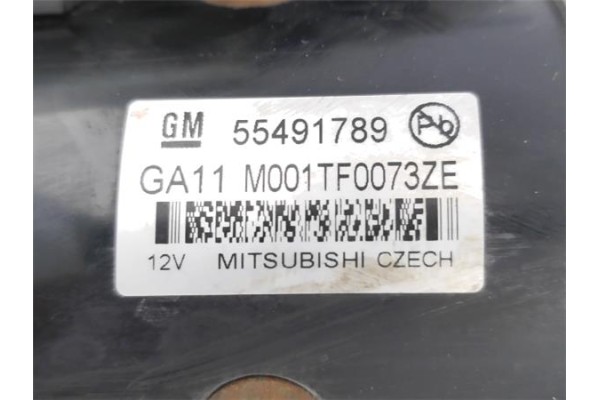 GM 55491789 Pb
GA11 M001TF0073ZE
12V MITSUBISHI CZECH